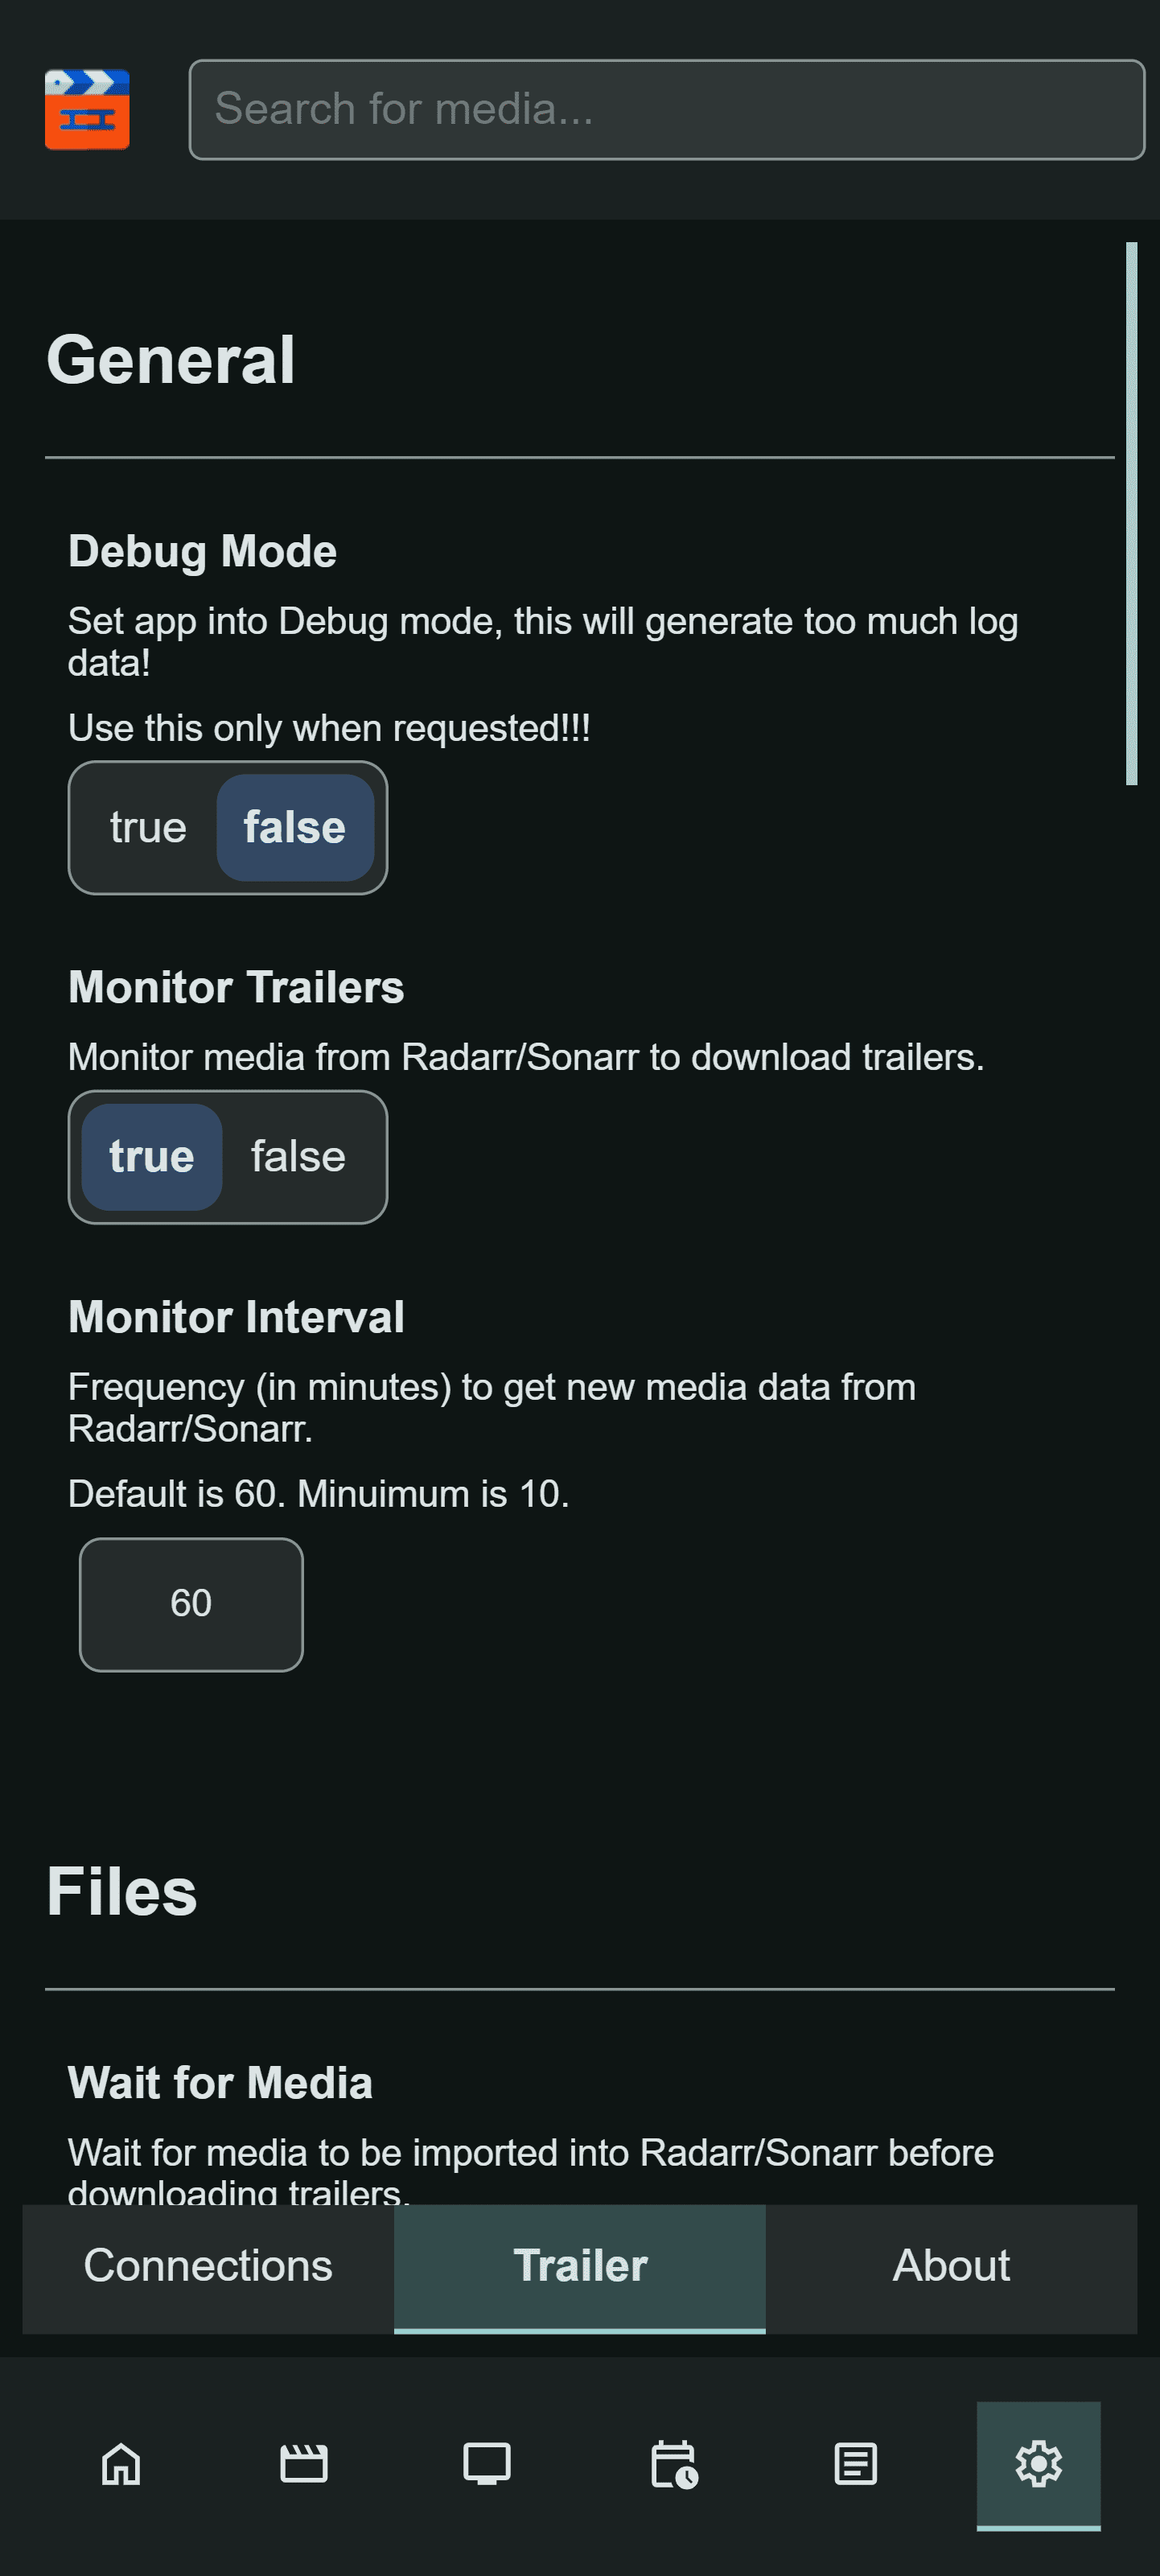 Search for media...
General
Debug Mode
Set app into Debug mode, this will generate too much log
data!
Use this only when requested!!!
true false
Monitor Trailers
Monitor media from Radarr/Sonarr to download trailers.
true false
Monitor Interval
Frequency (in minutes) to get new media data from
Radarr/Sonarr.
Default is 60. Minuimum is 10.
60
Files
Wait for Media
Wait for media to be imported into Radarr/Sonarr before
downloading trailers.
Connections Trailer About